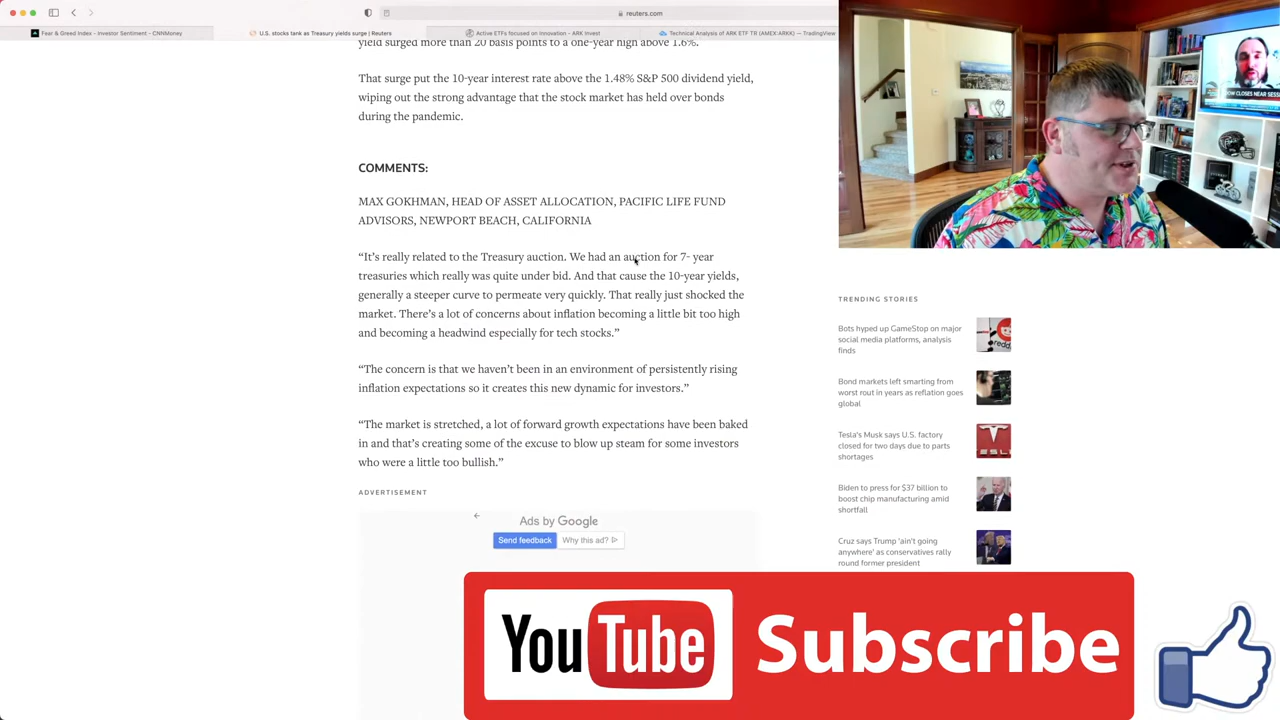 reuters.com
Fear & Greed Index - Investor Sentiment - CNNMoney
U.S. stocks tank as Treasury yields surge | Reuters
Active ETFs focused on Innovation - ARK Invest
Technical Analysis of ARK ETF TR (AMEX:ARKK) — TradingView
yield surged more than 20 basis points to a one-year high above 1.6%.
That surge put the 10-year interest rate above the 1.48% S&P 500 dividend yield,
wiping out the strong advantage that the stock market has held over bonds
during the pandemic.
COMMENTS:
MAX GOKHMAN, HEAD OF ASSET ALLOCATION, PACIFIC LIFE FUND
ADVISORS, NEWPORT BEACH, CALIFORNIA
“It’s really related to the Treasury auction. We had an auction for 7- year
treasuries which really was quite under bid. And that cause the 10-year yields,
generally a steeper curve to permeate very quickly. That really just shocked the
market. There’s a lot of concerns about inflation becoming a little bit too high
and becoming a headwind especially for tech stocks.”
“The concern is that we haven’t been in an environment of persistently rising
inflation expectations so it creates this new dynamic for investors.”
“The market is stretched, a lot of forward growth expectations have been baked
in and that’s creating some of the excuse to blow up steam for some investors
who were a little too bullish.”
ADVERTISEMENT
Ads by Google
Send feedback
Why this ad?
TRENDING STORIES
Bots hyped up GameStop on major
social media platforms, analysis
finds
Bond markets left smarting from
worst rout in years as reflation goes
global
Tesla's Musk says U.S. factory
closed for two days due to parts
shortages
Biden to press for $37 billion to
boost chip manufacturing amid
shortfall
Cruz says Trump 'ain't going
anywhere' as conservatives rally
round former president
YouTube Subscribe